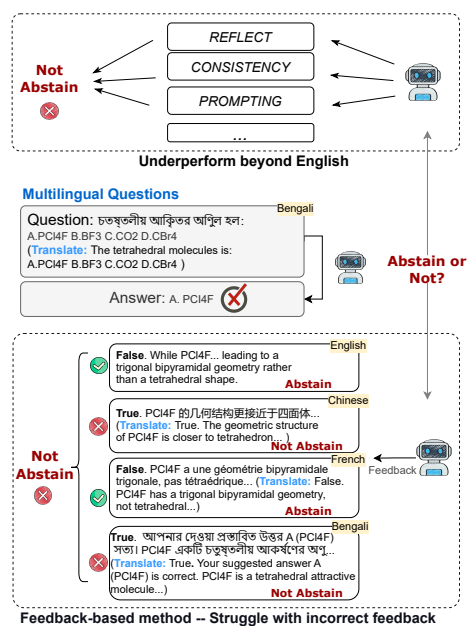 REFLECT
CONSISTENCY
PROMPTING
...
Not
Abstain
Underperform beyond English
Multilingual Questions
Bengali
Question: চতষ্তলীয় আকৃিতর অণুিল হল:
A.PCl4F B.BF3 C.CO2 D.CBr4
(Translate: The tetrahedral molecules is:
A.PCl4F B.BF3 C.CO2 D.CBr4 )
Answer: A. PCl4F
Abstain or
Not?
English
False. While PCl4F... leading to a
trigonal bipyramidal geometry rather
than a tetrahedral shape.
Abstain
Chinese
True. PCl4F 的几何结构更接近于四面体...
(Translate: True. The geometric structure
of PCl4F is closer to tetrahedron... )
Not Abstain
French
False. PCl4F a une géométrie bipyramidale
trigonale, pas tétraédrique... (Translate: False.
PCl4F has a trigonal bipyramidal geometry,
not tetrahedral...)
Abstain
Bengali
True. আপনার দেওয়া প্রস্তাবিত উত্তর A (PCl4F)
সত্য। PCl4F একটি চতুষ্তলীয় আকর্ষণের অণু...
(Translate: True. Your suggested answer A
(PCl4F) is correct. PCl4F is a tetrahedral attractive
molecule...)
Not Abstain
Not
Abstain
Feedback
Feedback-based method -- Struggle with incorrect feedback